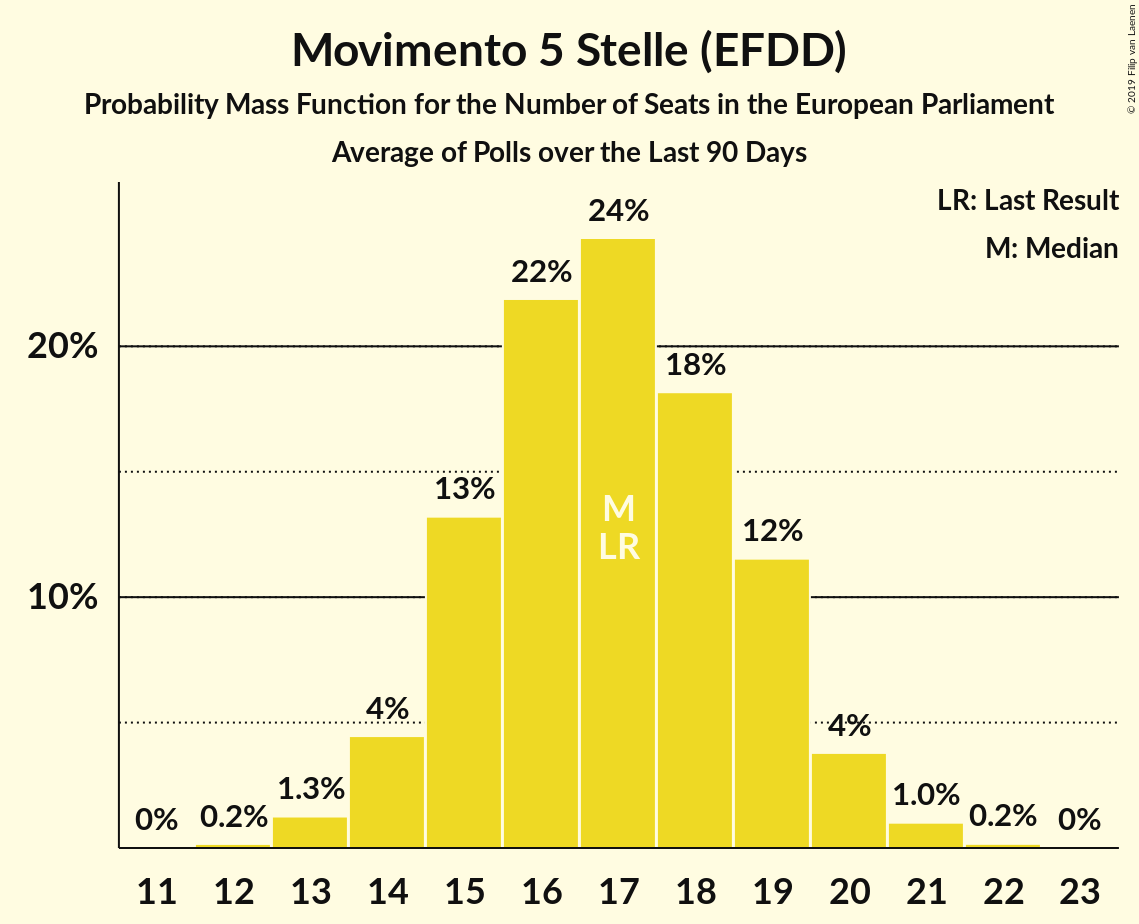 Movimento 5 Stelle (EFDD)
Probability Mass Function for the Number of Seats in the European Parliament
Average of Polls over the Last 90 Days
© 2019 Filip van Laenen
LR: Last Result
M: Median
20%
10%
0%
0.2%
1.3%
4%
13%
22%
24%
18%
12%
4%
1.0%
0.2%
0%
M
LR
11 12 13 14 15 16 17 18 19 20 21 22 23